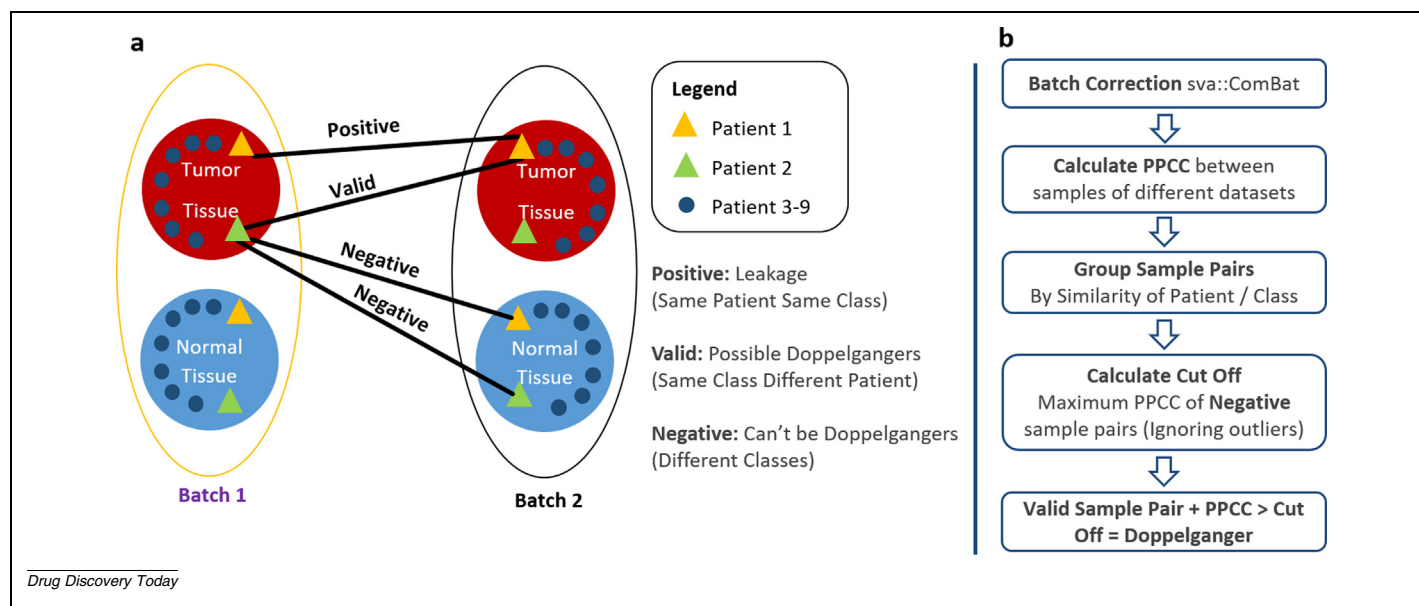 a
Positive
Valid
Negative
Negative
Tumor
Tissue
Normal
Tissue
Batch 1
Tumor
Tissue
Normal
Tissue
Batch 2
Legend
Patient 1
Patient 2
Patient 3-9
Positive: Leakage
(Same Patient Same Class)
Valid: Possible Doppelgangers
(Same Class Different Patient)
Negative: Can't be Doppelgangers
(Different Classes)
b
Batch Correction sva::ComBat
Calculate PPCC between
samples of different datasets
Group Sample Pairs
By Similarity of Patient / Class
Calculate Cut Off
Maximum PPCC of Negative
sample pairs (Ignoring outliers)
Valid Sample Pair + PPCC > Cut
Off = Doppelganger
Drug Discovery Today